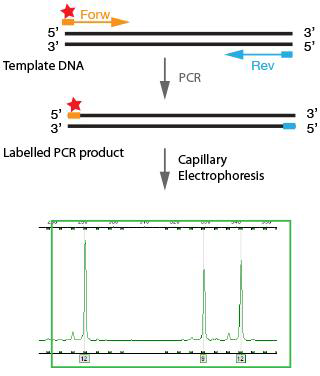 Forw
5' 3'
3' 5'
Rev
Template DNA
PCR
5' 3'
3' 5'
Labelled PCR product
Capillary
Electrophoresis
12 9 12